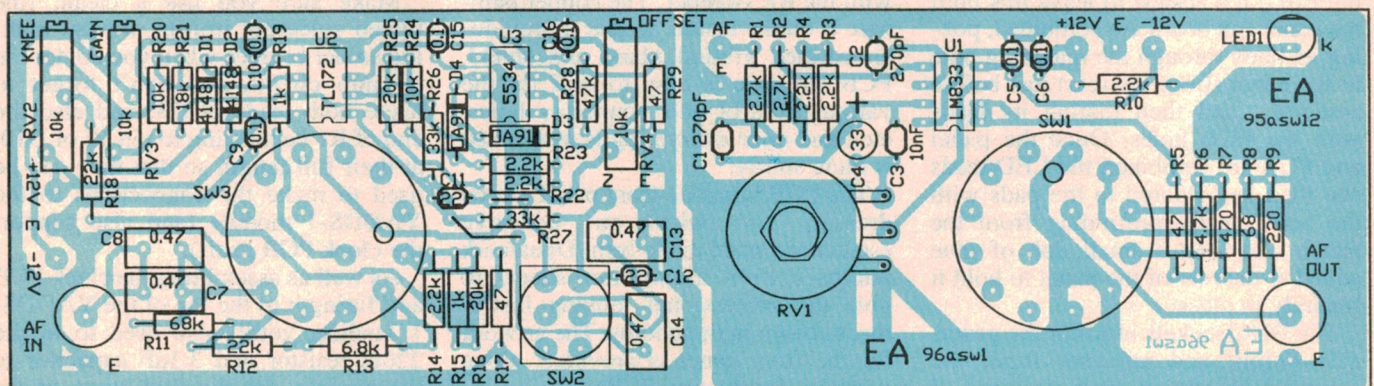 KNEE
GAIN
R20
R21
D1
D2
0.1
C10
R19
U2
R25
R24
0.1
C15
R26
D4
U3
C16
0.1
R28
OFFSET
R29
RV2
10k
10k
RV3
10k
18k
4148
4148
1k
TL072
20k
10k
33k
OA91
5534
47k
10k
RV4
47
22k
R18
0.1
C9
SW3
OA91
D3
R23
2.2k
2.2k
R22
C11
22
33k
R27
Z
E
+12V
E
-12V
C8
0.47
0.47
C7
0.47
C13
22
C12
0.47
C14
AF
IN
E
68k
R11
22k
R12
6.8k
R13
2.2k
1k
20k
47
R14
R15
R16
R17
SW2
AF
E
R1
R2
R4
R3
2.7k
2.7k
2.2k
2.2k
C2
270pF
U1
LM833
0.1
0.1
C5
C6
+12V E -12V
LED1
k
2.2k
R10
EA
95asw12
C1
270pF
+
33
C4
10nF
C3
SW1
RV1
R5
R6
R7
R8
R9
47
4.7k
470
68
220
AF
OUT
E
EA 96asw1
EA 96asw1